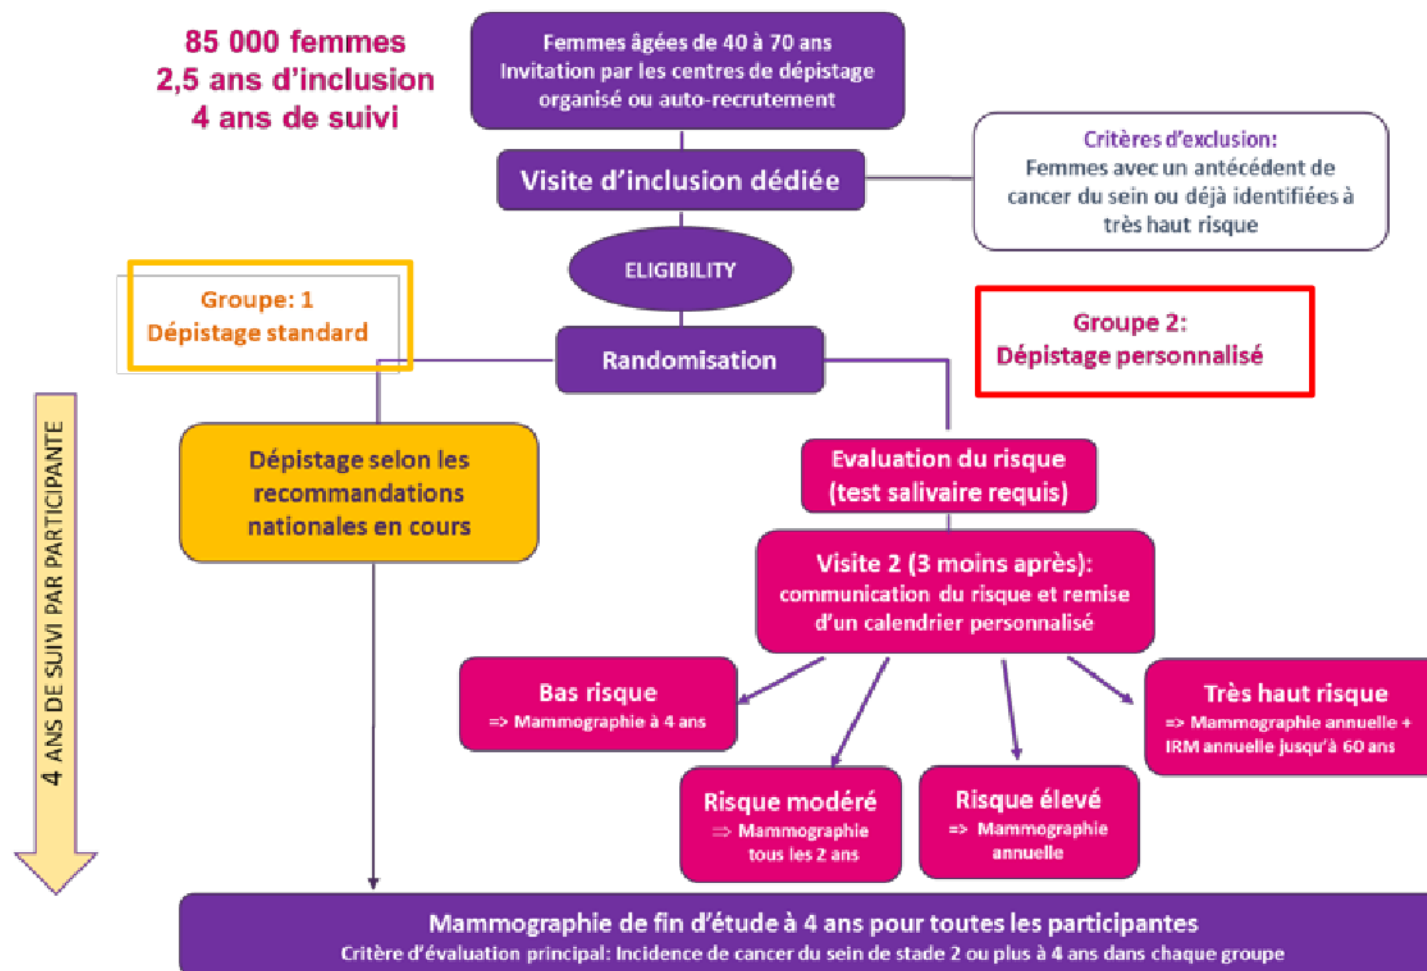 85 000 femmes
2,5 ans d'inclusion
4 ans de suivi
Femmes âgées de 40 à 70 ans
Invitation par les centres de dépistage
organisé ou auto-recrutement
Visite d'inclusion dédiée
Critères d'exclusion:
Femmes avec un antécédent de
cancer du sein ou déjà identifiées à
très haut risque
ELIGIBILITY
Groupe: 1
Dépistage standard
Randomisation
Groupe 2:
Dépistage personnalisé
4 ANS DE SUIVI PAR PARTICIPANTE
Dépistage selon les
recommandations
nationales en cours
Evaluation du risque
(test salivaire requis)
Visite 2 (3 moins après):
communication du risque et remise
d'un calendrier personnalisé
Bas risque
=> Mammographie à 4 ans
Risque modéré
=> Mammographie
tous les 2 ans
Risque élevé
=> Mammographie
annuelle
Très haut risque
=> Mammographie annuelle +
IRM annuelle jusqu'à 60 ans
Mammographie de fin d'étude à 4 ans pour toutes les participantes
Critère d'évaluation principal: Incidence de cancer du sein de stade 2 ou plus à 4 ans dans chaque groupe